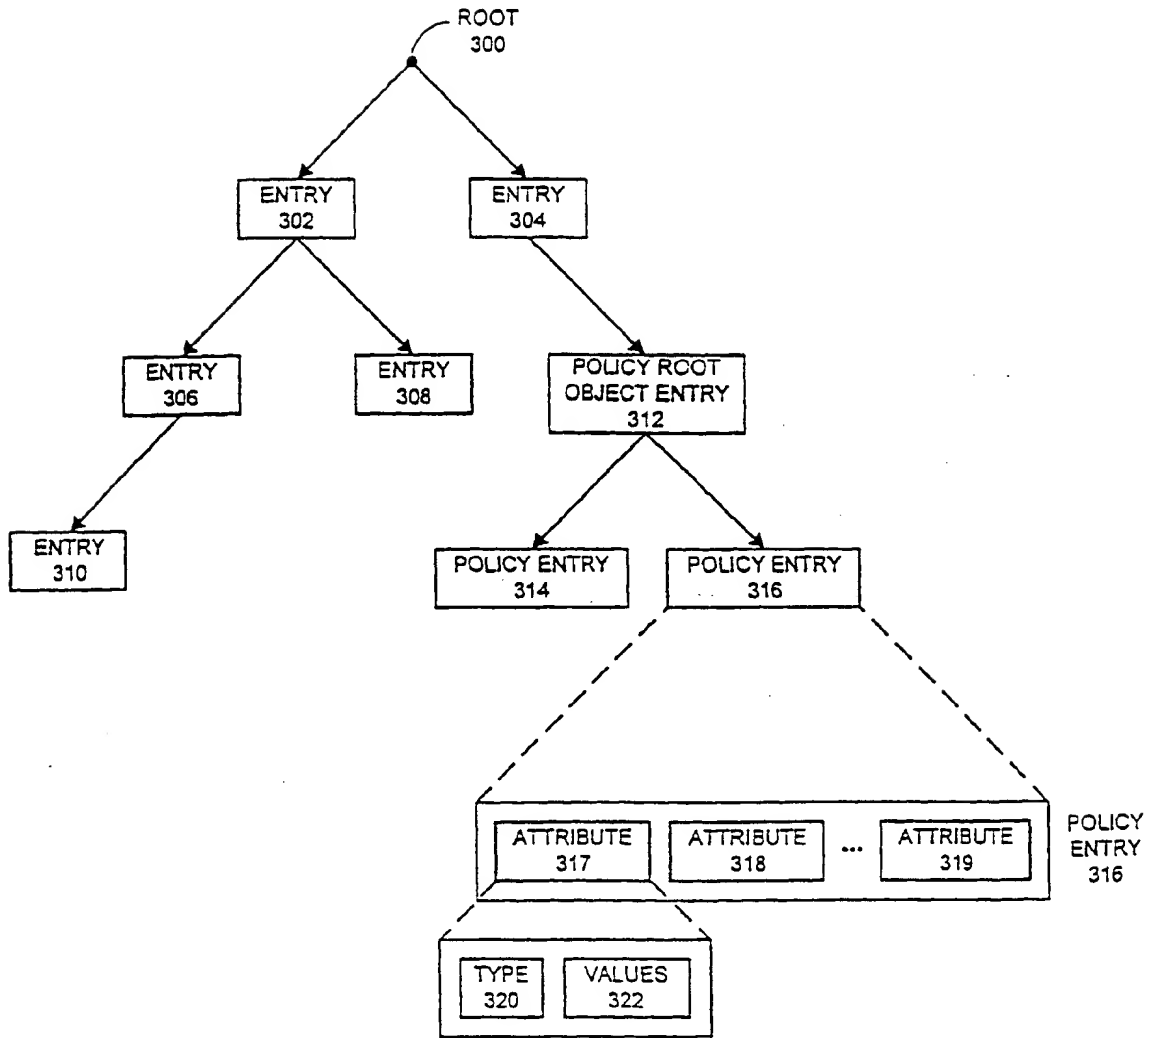 ROOT
300
ENTRY
302
ENTRY
304
ENTRY
306
ENTRY
308
POLICY ROOT
OBJECT ENTRY
312
ENTRY
310
POLICY ENTRY
314
POLICY ENTRY
316
ATTRIBUTE
317
ATTRIBUTE
318
...
ATTRIBUTE
319
POLICY
ENTRY
316
TYPE
320
VALUES
322